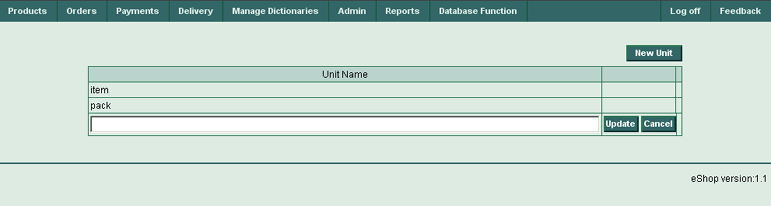 Products Orders Payments Delivery Manage Dictionaries Admin Reports Database Function Log off Feedback
New Unit
Unit Name
item
pack
Update Cancel
eShop version:1.1